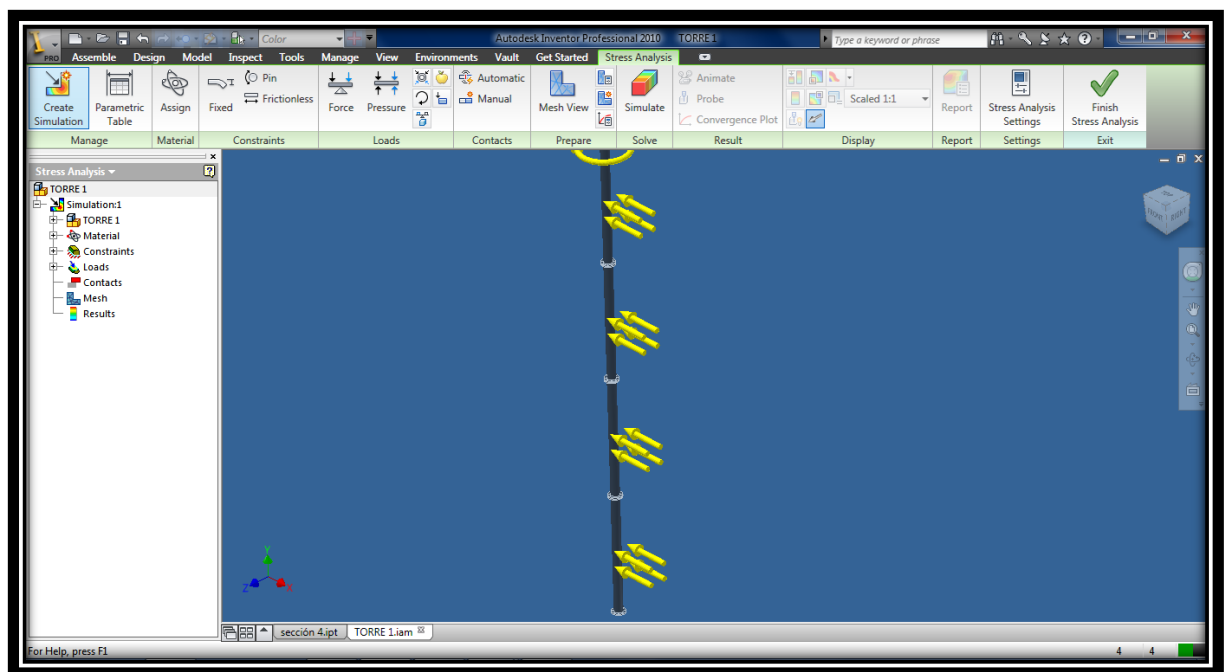 Color
Autodesk Inventor Professional 2010 TORRE 1
Type a keyword or phrase
PRO Assemble Design Model Inspect Tools Manage View Environments Vault Get Started Stress Analysis
Create Simulation
Parametric Table
Assign
Fixed
Pin
Frictionless
Force
Pressure
Automatic
Manual
Mesh View
Simulate
Animate
Probe
Convergence Plot
Scaled 1:1
Report
Stress Analysis Settings
Finish Stress Analysis
Manage Material Constraints Loads Contacts Prepare Solve Result Display Report Settings Exit
Stress Analysis
TORRE 1
Simulation:1
TORRE 1
Material
Constraints
Loads
Contacts
Mesh
Results
Y
Z
X
sección 4.ipt TORRE 1.iam
For Help, press F1
4 4